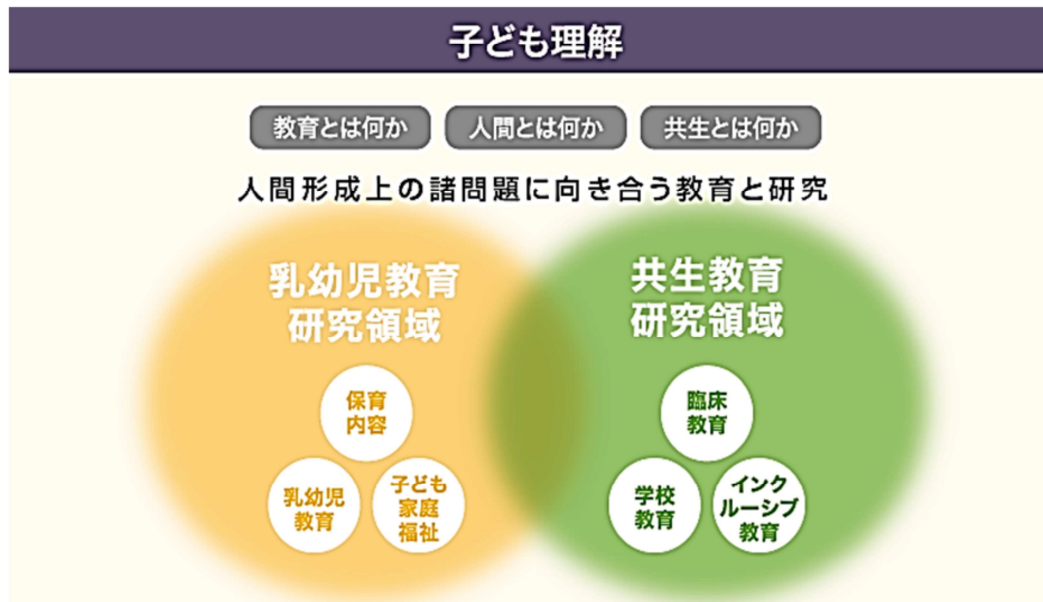 子ども理解
教育とは何か 人間とは何か 共生とは何か
人間形成上の諸問題に向き合う教育と研究
乳幼児教育
研究領域
保育
内容
乳幼児
教育
子ども
家庭
福祉
共生教育
研究領域
臨床
教育
学校
教育
インク
ルーシブ
教育